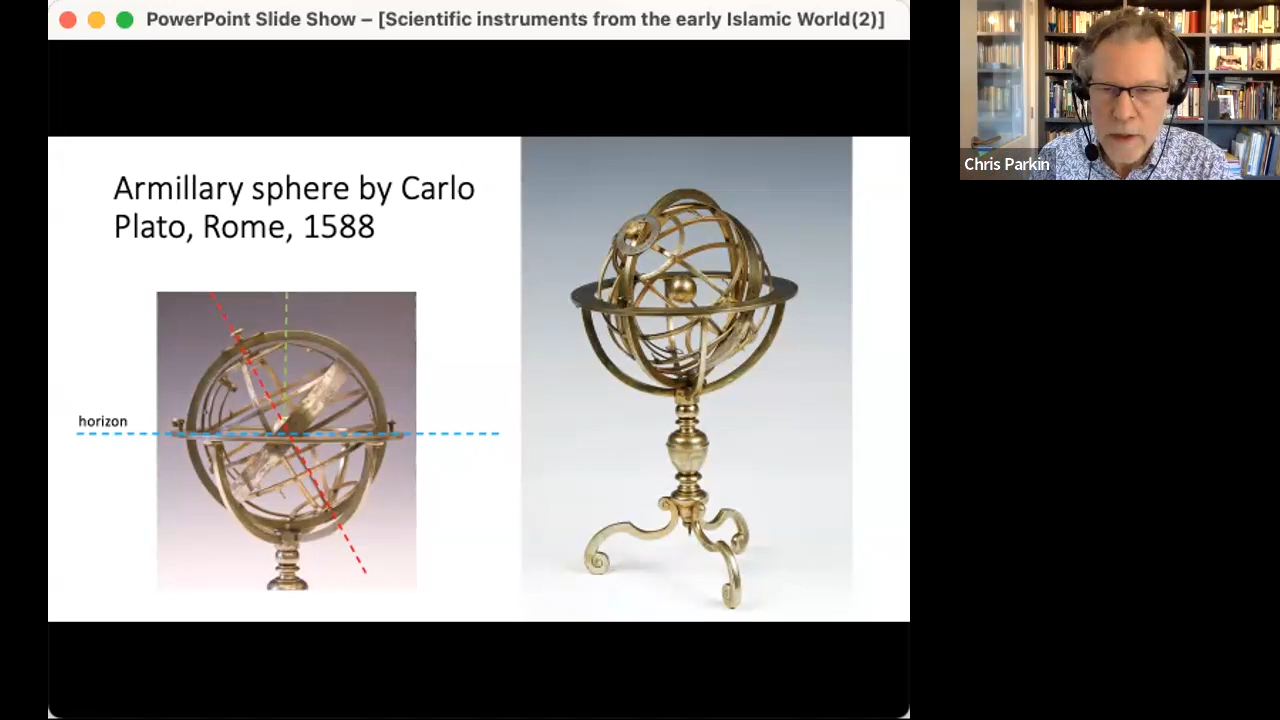 PowerPoint Slide Show – [Scientific instruments from the early Islamic World(2)]
Chris Parkin
Armillary sphere by Carlo
Plato, Rome, 1588
horizon